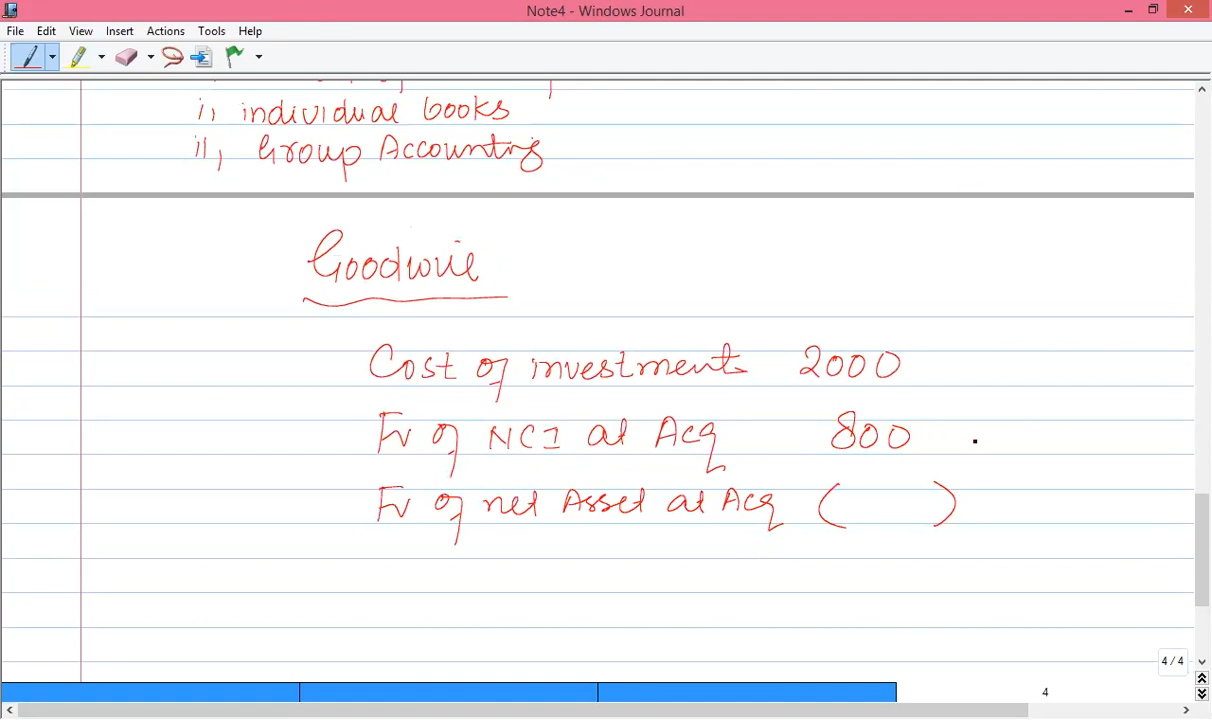 Note4 - Windows Journal
File Edit View Insert Actions Tools Help
i, individual books
ii, Group Accounting
Goodwill
Cost of investments 2000
Fv of NCI at Acq 800
Fv of net Asset at Acq ( )
4 / 4
4